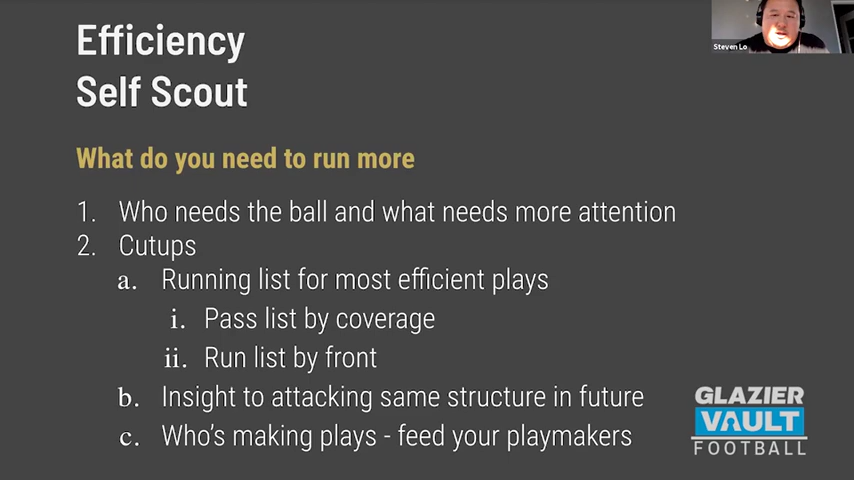 Efficiency
Self Scout
Steven Lo
What do you need to run more
1. Who needs the ball and what needs more attention
2. Cutups
a. Running list for most efficient plays
i. Pass list by coverage
ii. Run list by front
b. Insight to attacking same structure in future
c. Who's making plays - feed your playmakers
GLAZIER
VAULT
FOOTBALL